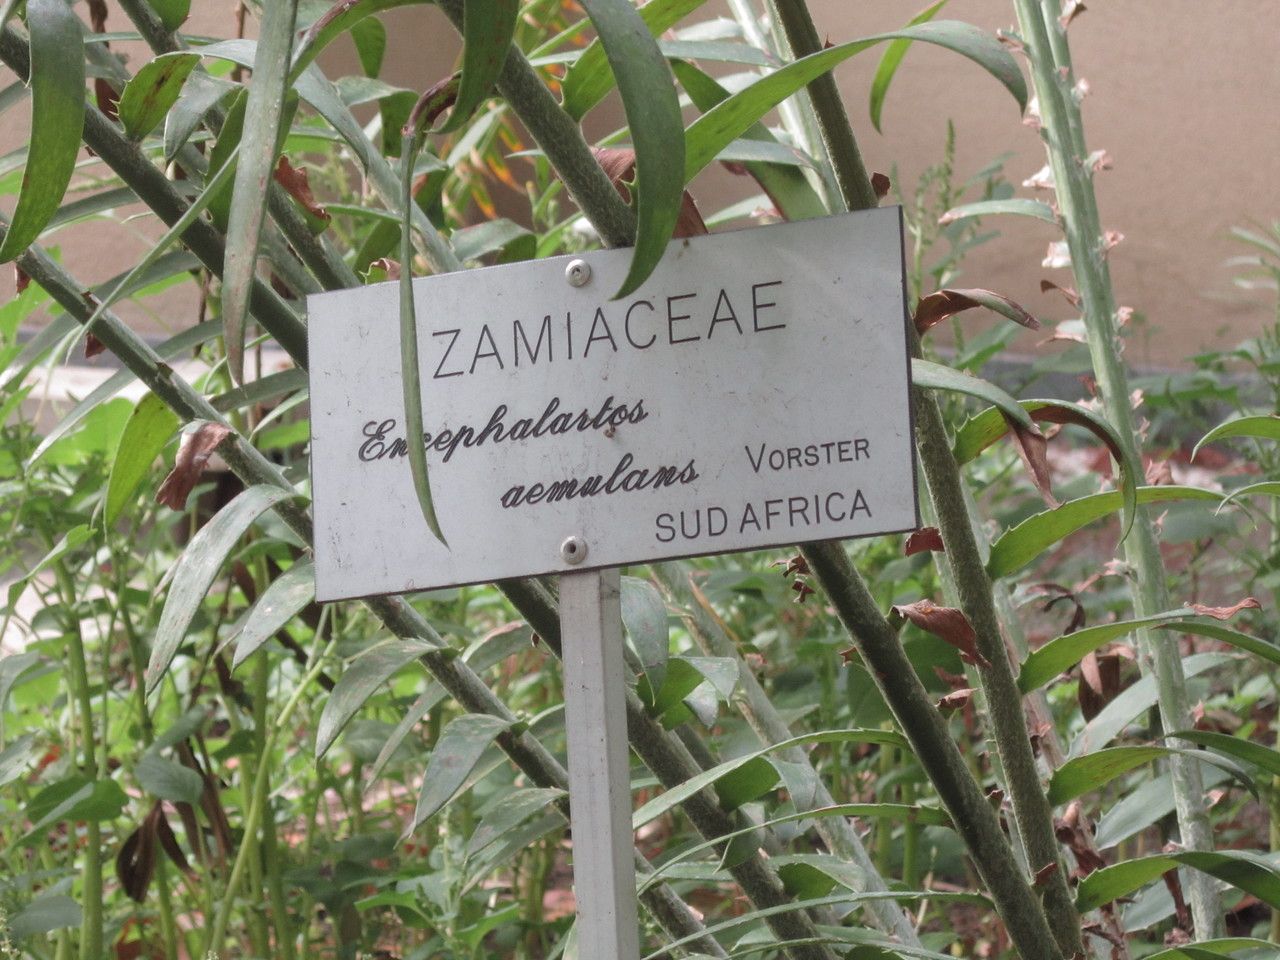 ZAMIACEAE
Encephalartos
aemulans VORSTER
SUD AFRICA